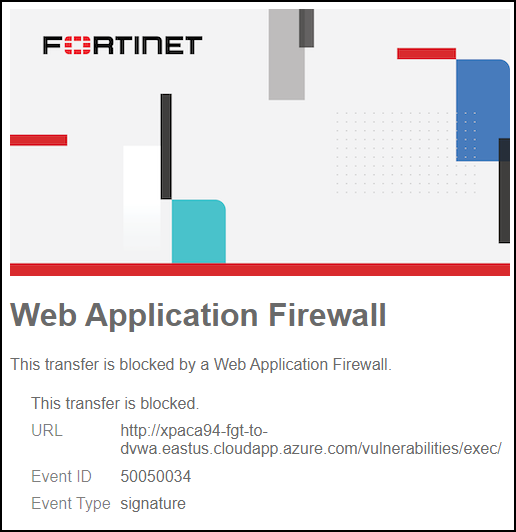 FORTINET
Web Application Firewall
This transfer is blocked by a Web Application Firewall.
This transfer is blocked.
URL http://xpaca94-fgt-to-
dvwa.eastus.cloudapp.azure.com/vulnerabilities/exec/
Event ID 50050034
Event Type signature